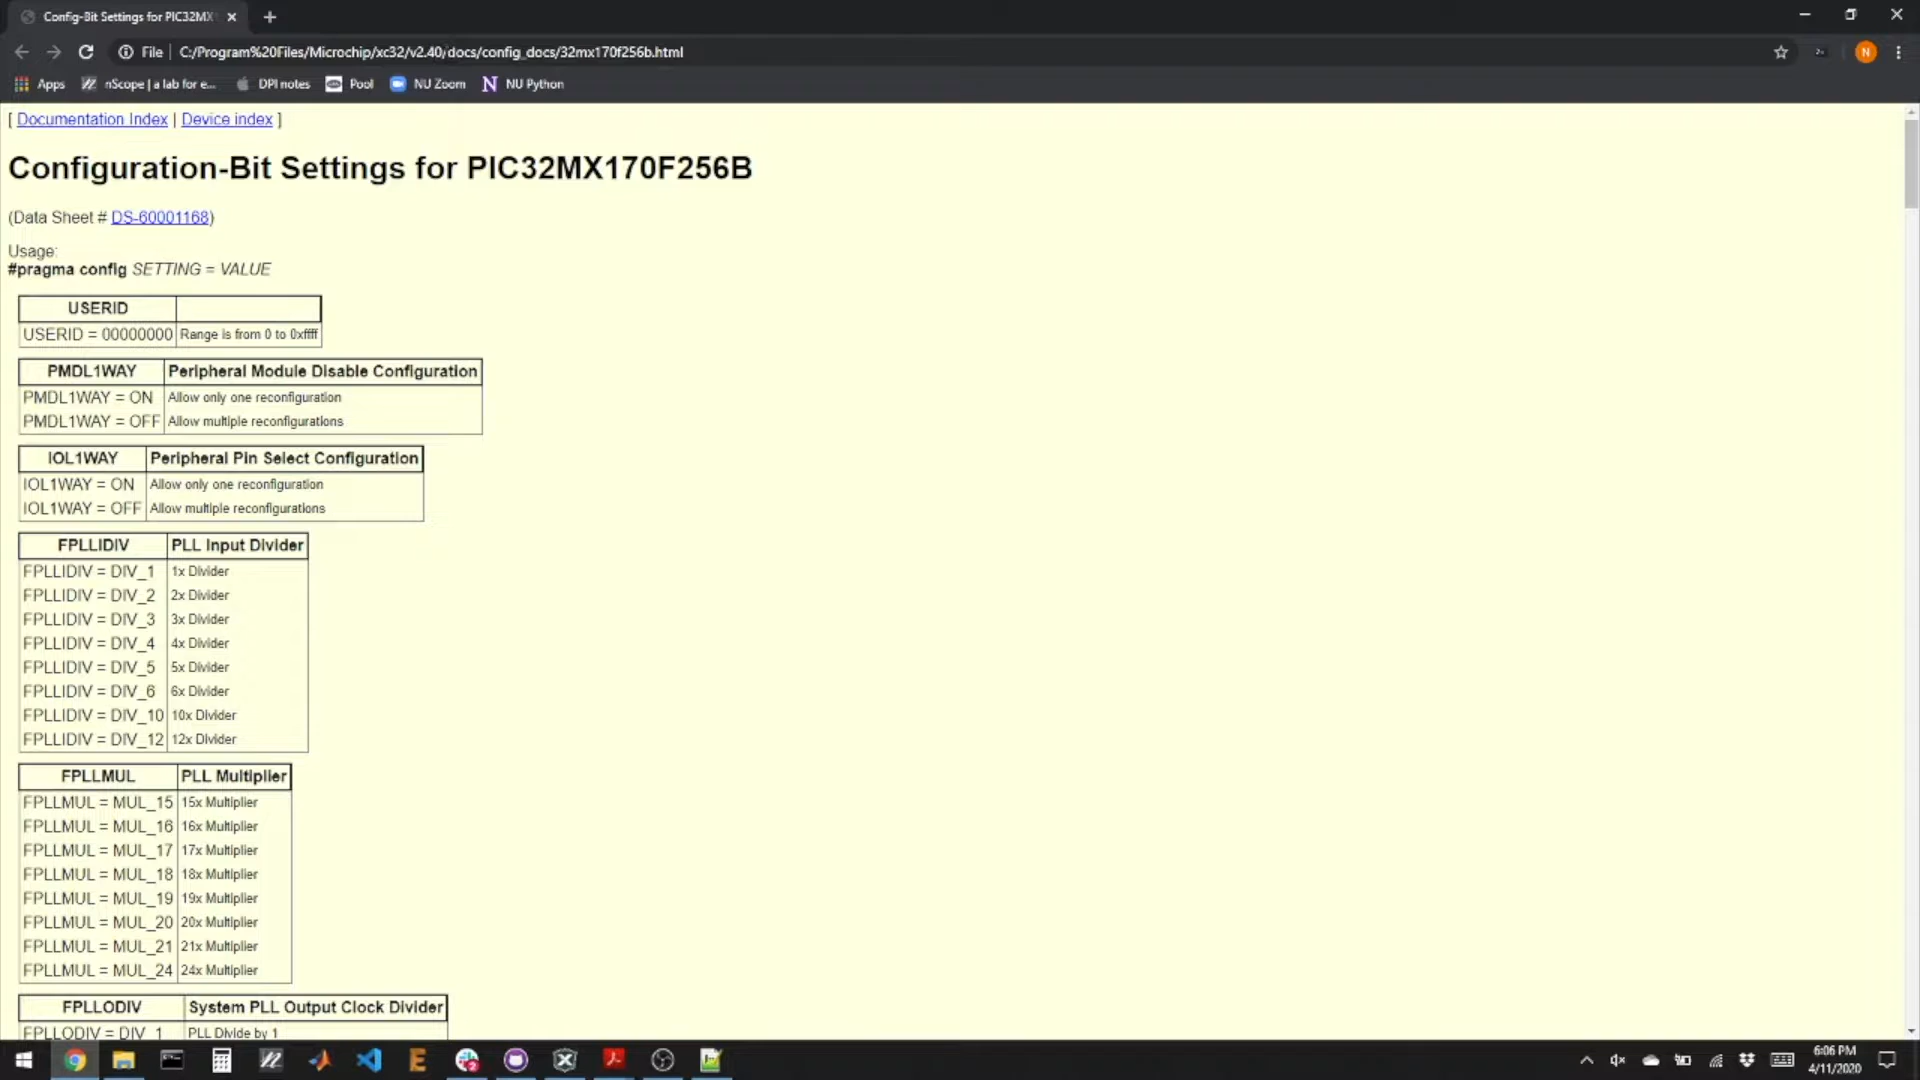 Config-Bit Settings for PIC32MX
File | C:/Program%20Files/Microchip/xc32/v2.40/docs/config_docs/32mx170f256b.html
N
Apps nScope | a lab for e... DPI notes Pool NU Zoom NU Python
[ Documentation Index | Device index ]
Configuration-Bit Settings for PIC32MX170F256B
(Data Sheet # DS-60001168)
Usage:
#pragma config SETTING = VALUE
USERID
USERID = 00000000 Range is from 0 to 0xffff
PMDL1WAY Peripheral Module Disable Configuration
PMDL1WAY = ON Allow only one reconfiguration
PMDL1WAY = OFF Allow multiple reconfigurations
IOL1WAY Peripheral Pin Select Configuration
IOL1WAY = ON Allow only one reconfiguration
IOL1WAY = OFF Allow multiple reconfigurations
FPLLIDIV PLL Input Divider
FPLLIDIV = DIV_1 1x Divider
FPLLIDIV = DIV_2 2x Divider
FPLLIDIV = DIV_3 3x Divider
FPLLIDIV = DIV_4 4x Divider
FPLLIDIV = DIV_5 5x Divider
FPLLIDIV = DIV_6 6x Divider
FPLLIDIV = DIV_10 10x Divider
FPLLIDIV = DIV_12 12x Divider
FPLLMUL PLL Multiplier
FPLLMUL = MUL_15 15x Multiplier
FPLLMUL = MUL_16 16x Multiplier
FPLLMUL = MUL_17 17x Multiplier
FPLLMUL = MUL_18 18x Multiplier
FPLLMUL = MUL_19 19x Multiplier
FPLLMUL = MUL_20 20x Multiplier
FPLLMUL = MUL_21 21x Multiplier
FPLLMUL = MUL_24 24x Multiplier
FPLLODIV System PLL Output Clock Divider
FPLLODIV = DIV_1 PLL Divide by 1
6:06 PM
4/11/2020